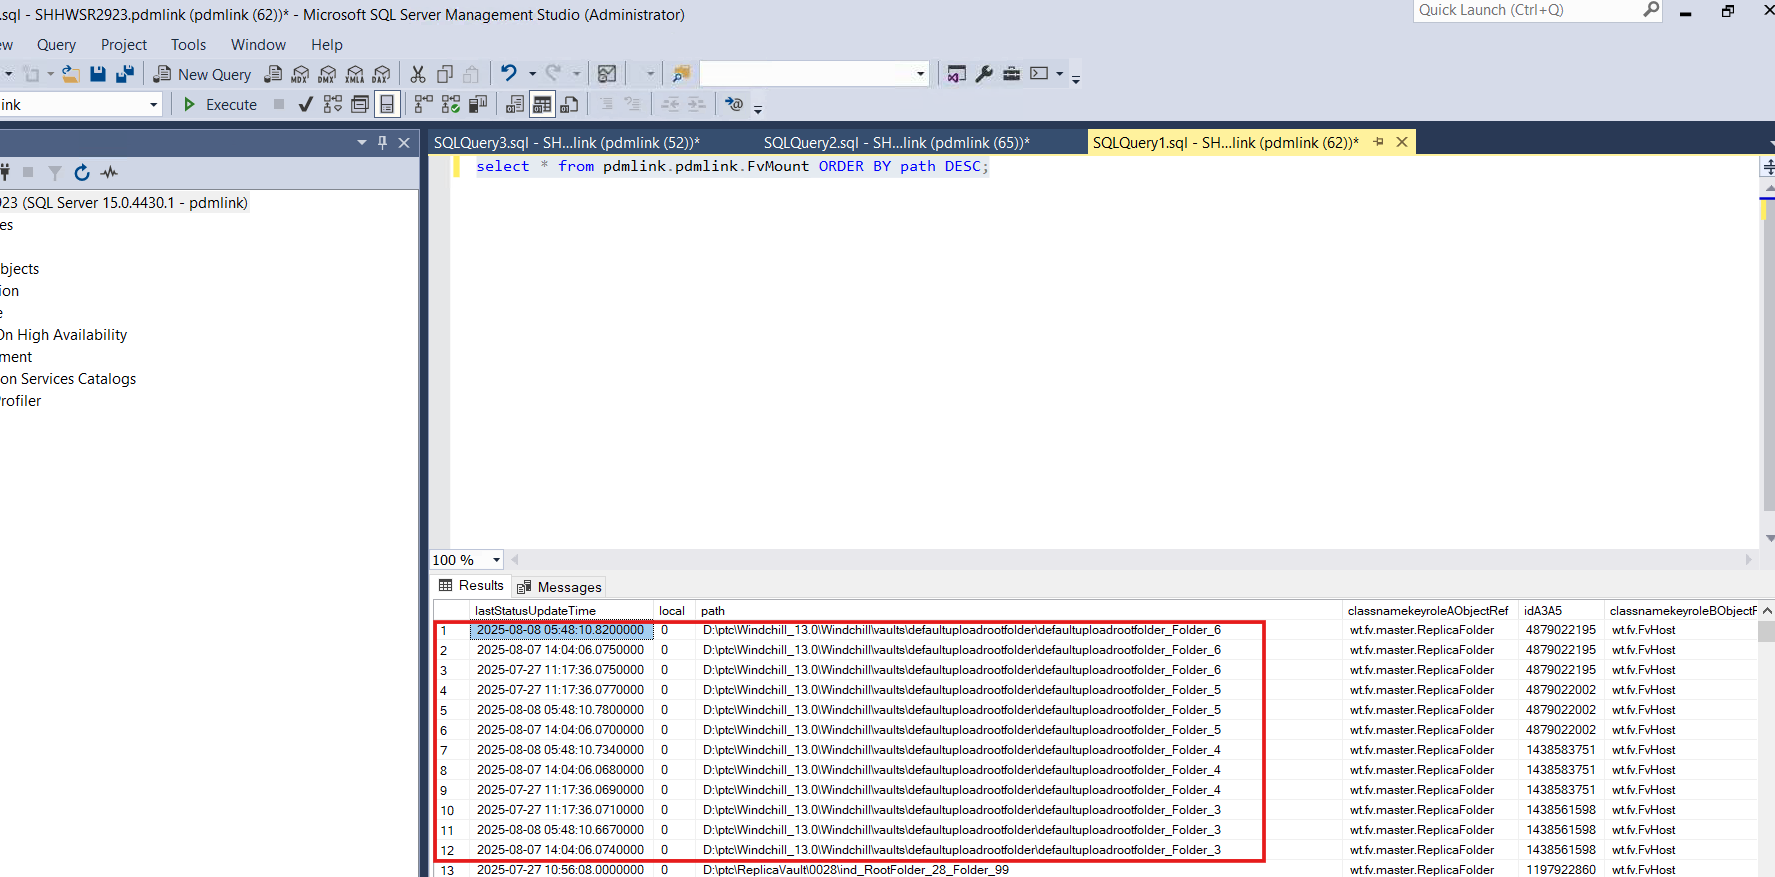 .sql - SHHWSR2923.pdmlink (pdmlink (62))* - Microsoft SQL Server Management Studio (Administrator)
Quick Launch (Ctrl+Q)
ew Query Project Tools Window Help
New Query MDX DMX XMLA DAX
ink Execute
SQLQuery3.sql - SH...link (pdmlink (52))* SQLQuery2.sql - SH...link (pdmlink (65))* SQLQuery1.sql - SH...link (pdmlink (62))*
select * from pdmlink.pdmlink.FvMount ORDER BY path DESC;
923 (SQL Server 15.0.4430.1 - pdmlink)
es
bjects
ion
e
On High Availability
ment
on Services Catalogs
rofiler
100 %
Results Messages
lastStatusUpdateTime local path classnamekeyroleAObjectRef idA3A5 classnamekeyroleBObjectF
1 2025-08-08 05:48:10.8200000 0 D:\ptc\Windchill_13.0\Windchill\vaults\defaultuploadrootfolder\defaultuploadrootfolder_Folder_6 wt.fv.master.ReplicaFolder 4879022195 wt.fv.FvHost
2 2025-08-07 14:04:06.0750000 0 D:\ptc\Windchill_13.0\Windchill\vaults\defaultuploadrootfolder\defaultuploadrootfolder_Folder_6 wt.fv.master.ReplicaFolder 4879022195 wt.fv.FvHost
3 2025-07-27 11:17:36.0750000 0 D:\ptc\Windchill_13.0\Windchill\vaults\defaultuploadrootfolder\defaultuploadrootfolder_Folder_6 wt.fv.master.ReplicaFolder 4879022195 wt.fv.FvHost
4 2025-07-27 11:17:36.0770000 0 D:\ptc\Windchill_13.0\Windchill\vaults\defaultuploadrootfolder\defaultuploadrootfolder_Folder_5 wt.fv.master.ReplicaFolder 4879022002 wt.fv.FvHost
5 2025-08-08 05:48:10.7800000 0 D:\ptc\Windchill_13.0\Windchill\vaults\defaultuploadrootfolder\defaultuploadrootfolder_Folder_5 wt.fv.master.ReplicaFolder 4879022002 wt.fv.FvHost
6 2025-08-07 14:04:06.0700000 0 D:\ptc\Windchill_13.0\Windchill\vaults\defaultuploadrootfolder\defaultuploadrootfolder_Folder_5 wt.fv.master.ReplicaFolder 4879022002 wt.fv.FvHost
7 2025-08-08 05:48:10.7340000 0 D:\ptc\Windchill_13.0\Windchill\vaults\defaultuploadrootfolder\defaultuploadrootfolder_Folder_4 wt.fv.master.ReplicaFolder 1438583751 wt.fv.FvHost
8 2025-08-07 14:04:06.0680000 0 D:\ptc\Windchill_13.0\Windchill\vaults\defaultuploadrootfolder\defaultuploadrootfolder_Folder_4 wt.fv.master.ReplicaFolder 1438583751 wt.fv.FvHost
9 2025-07-27 11:17:36.0690000 0 D:\ptc\Windchill_13.0\Windchill\vaults\defaultuploadrootfolder\defaultuploadrootfolder_Folder_4 wt.fv.master.ReplicaFolder 1438583751 wt.fv.FvHost
10 2025-07-27 11:17:36.0710000 0 D:\ptc\Windchill_13.0\Windchill\vaults\defaultuploadrootfolder\defaultuploadrootfolder_Folder_3 wt.fv.master.ReplicaFolder 1438561598 wt.fv.FvHost
11 2025-08-08 05:48:10.6670000 0 D:\ptc\Windchill_13.0\Windchill\vaults\defaultuploadrootfolder\defaultuploadrootfolder_Folder_3 wt.fv.master.ReplicaFolder 1438561598 wt.fv.FvHost
12 2025-08-07 14:04:06.0740000 0 D:\ptc\Windchill_13.0\Windchill\vaults\defaultuploadrootfolder\defaultuploadrootfolder_Folder_3 wt.fv.master.ReplicaFolder 1438561598 wt.fv.FvHost
13 2025-07-27 10:56:08.0000000 0 D:\ptc\ReplicaVault\0028\ind_RootFolder_28_Folder_99 wt.fv.master.ReplicaFolder 1197922860 wt.fv.FvHost